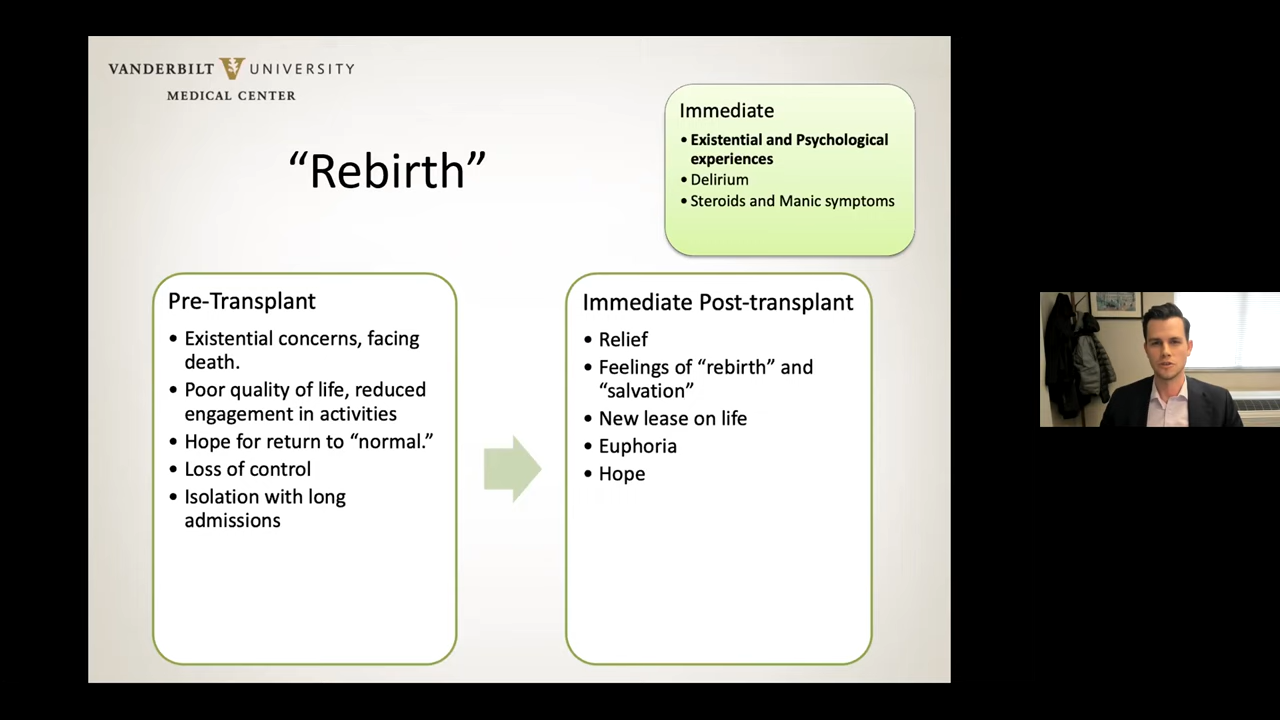 VANDERBILT UNIVERSITY
MEDICAL CENTER
“Rebirth”
Immediate
• Existential and Psychological
experiences
• Delirium
• Steroids and Manic symptoms
Pre-Transplant
• Existential concerns, facing
death.
• Poor quality of life, reduced
engagement in activities
• Hope for return to “normal.”
• Loss of control
• Isolation with long
admissions
Immediate Post-transplant
• Relief
• Feelings of “rebirth” and
“salvation”
• New lease on life
• Euphoria
• Hope